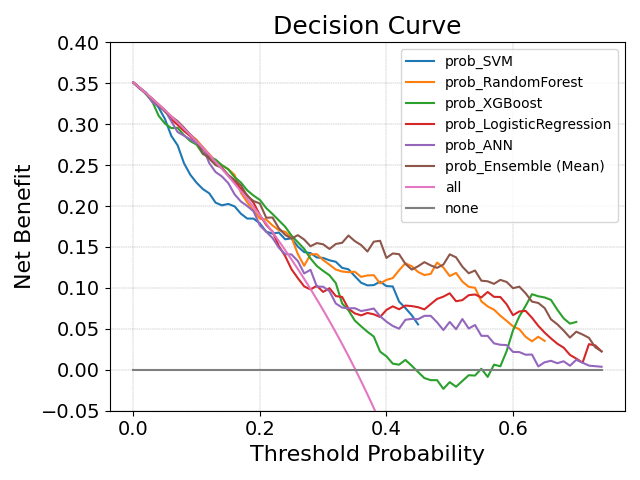 Decision Curve
0.40
0.35
0.30
0.25
0.20
0.15
0.10
0.05
0.00
−0.05
Net Benefit
prob_SVM
prob_RandomForest
prob_XGBoost
prob_LogisticRegression
prob_ANN
prob_Ensemble (Mean)
all
none
0.0 0.2 0.4 0.6
Threshold Probability